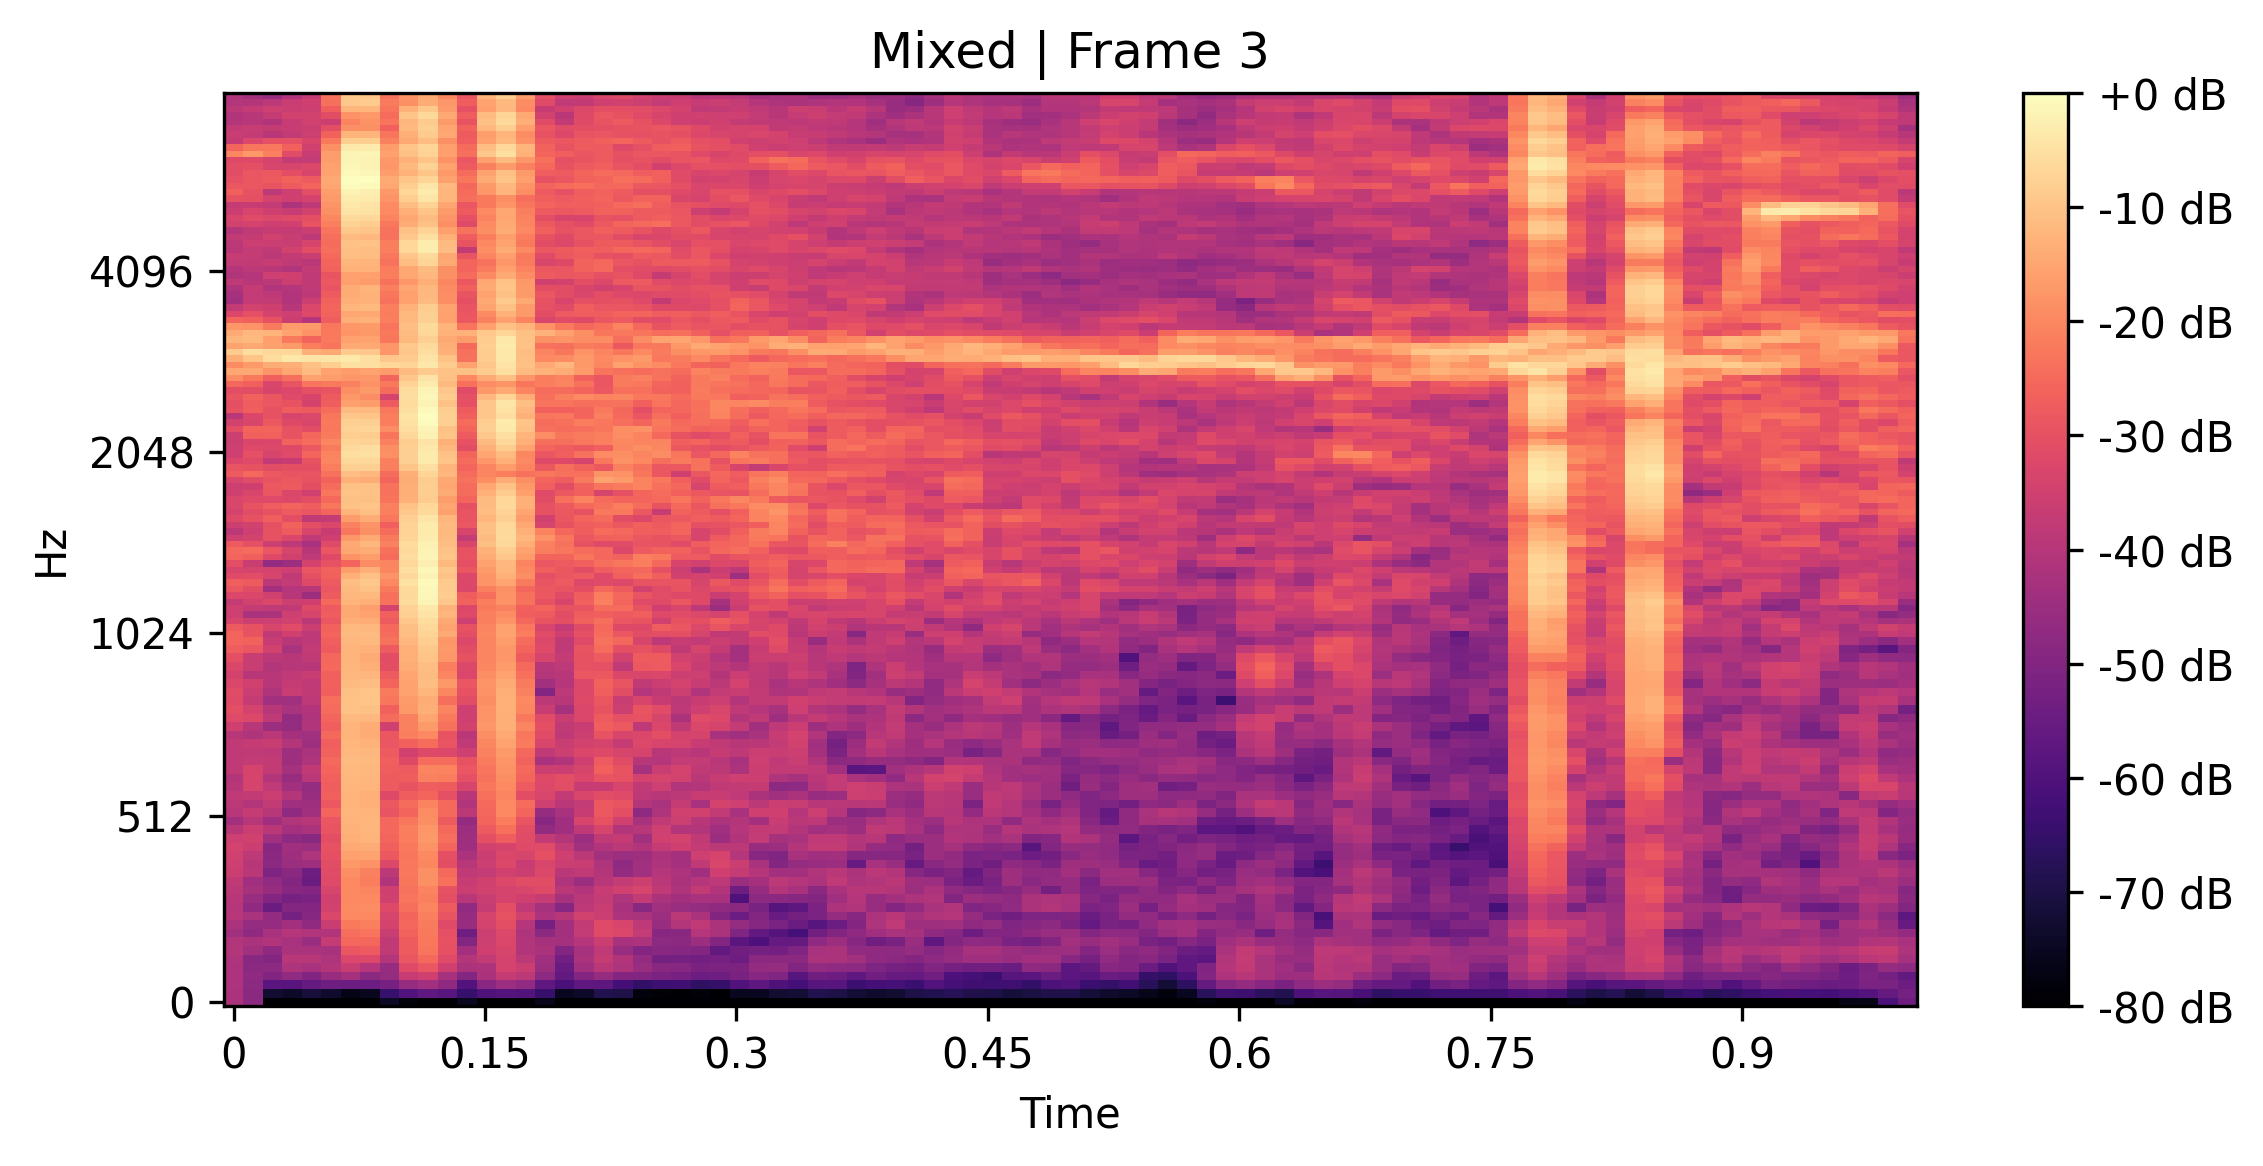 Mixed | Frame 3
Hz
4096
2048
1024
512
0
0 0.15 0.3 0.45 0.6 0.75 0.9
Time
+0 dB
-10 dB
-20 dB
-30 dB
-40 dB
-50 dB
-60 dB
-70 dB
-80 dB